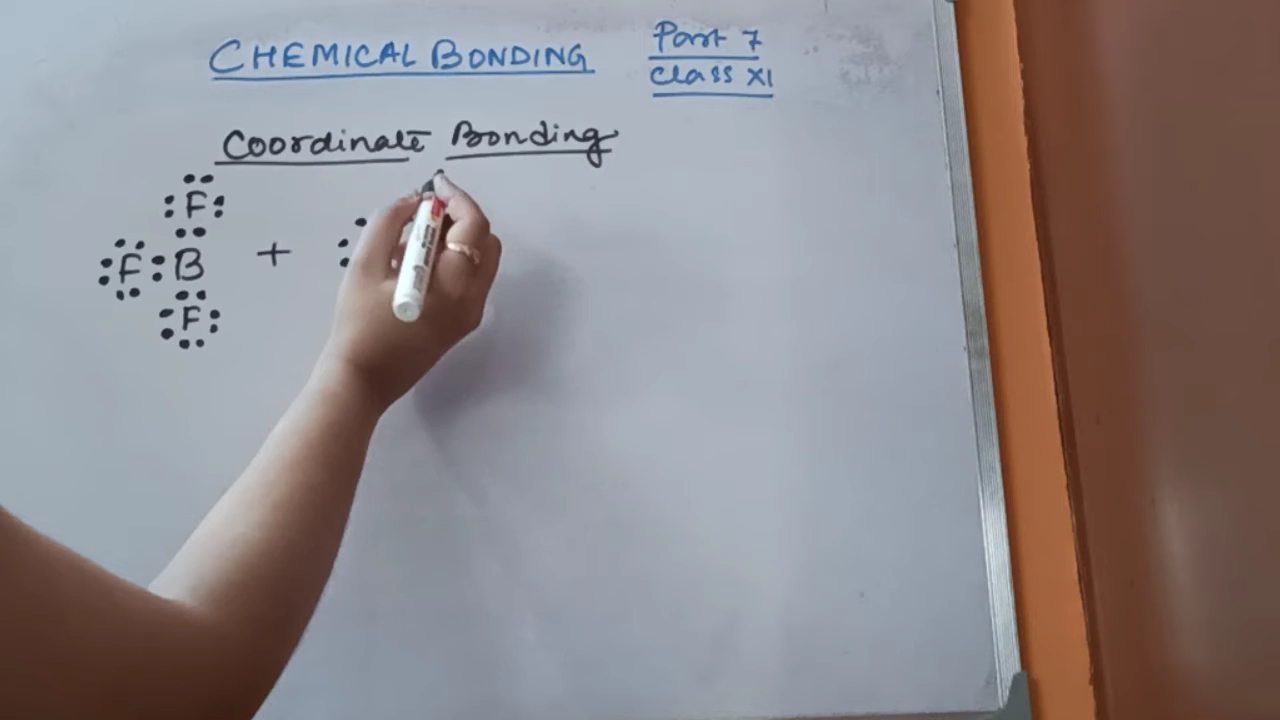 CHEMICAL BONDING
Part 7
Class XI
Coordinate Bonding
F
F : B +
F